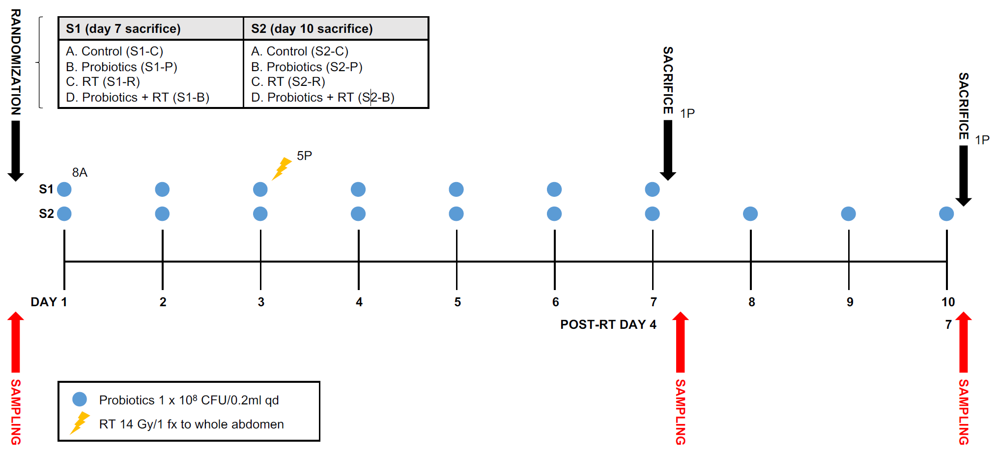 RANDOMIZATION
S1 (day 7 sacrifice)
S2 (day 10 sacrifice)
A. Control (S1-C)
B. Probiotics (S1-P)
C. RT (S1-R)
D. Probiotics + RT (S1-B)
A. Control (S2-C)
B. Probiotics (S2-P)
C. RT (S2-R)
D. Probiotics + RT (S2-B)
SACRIFICE
1P
SACRIFICE
1P
5P
8A
S1
S2
DAY 1 2 3 4 5 6 7 8 9 10
POST-RT DAY 4 7
SAMPLING
SAMPLING
SAMPLING
Probiotics 1 x 10⁸ CFU/0.2ml qd
RT 14 Gy/1 fx to whole abdomen